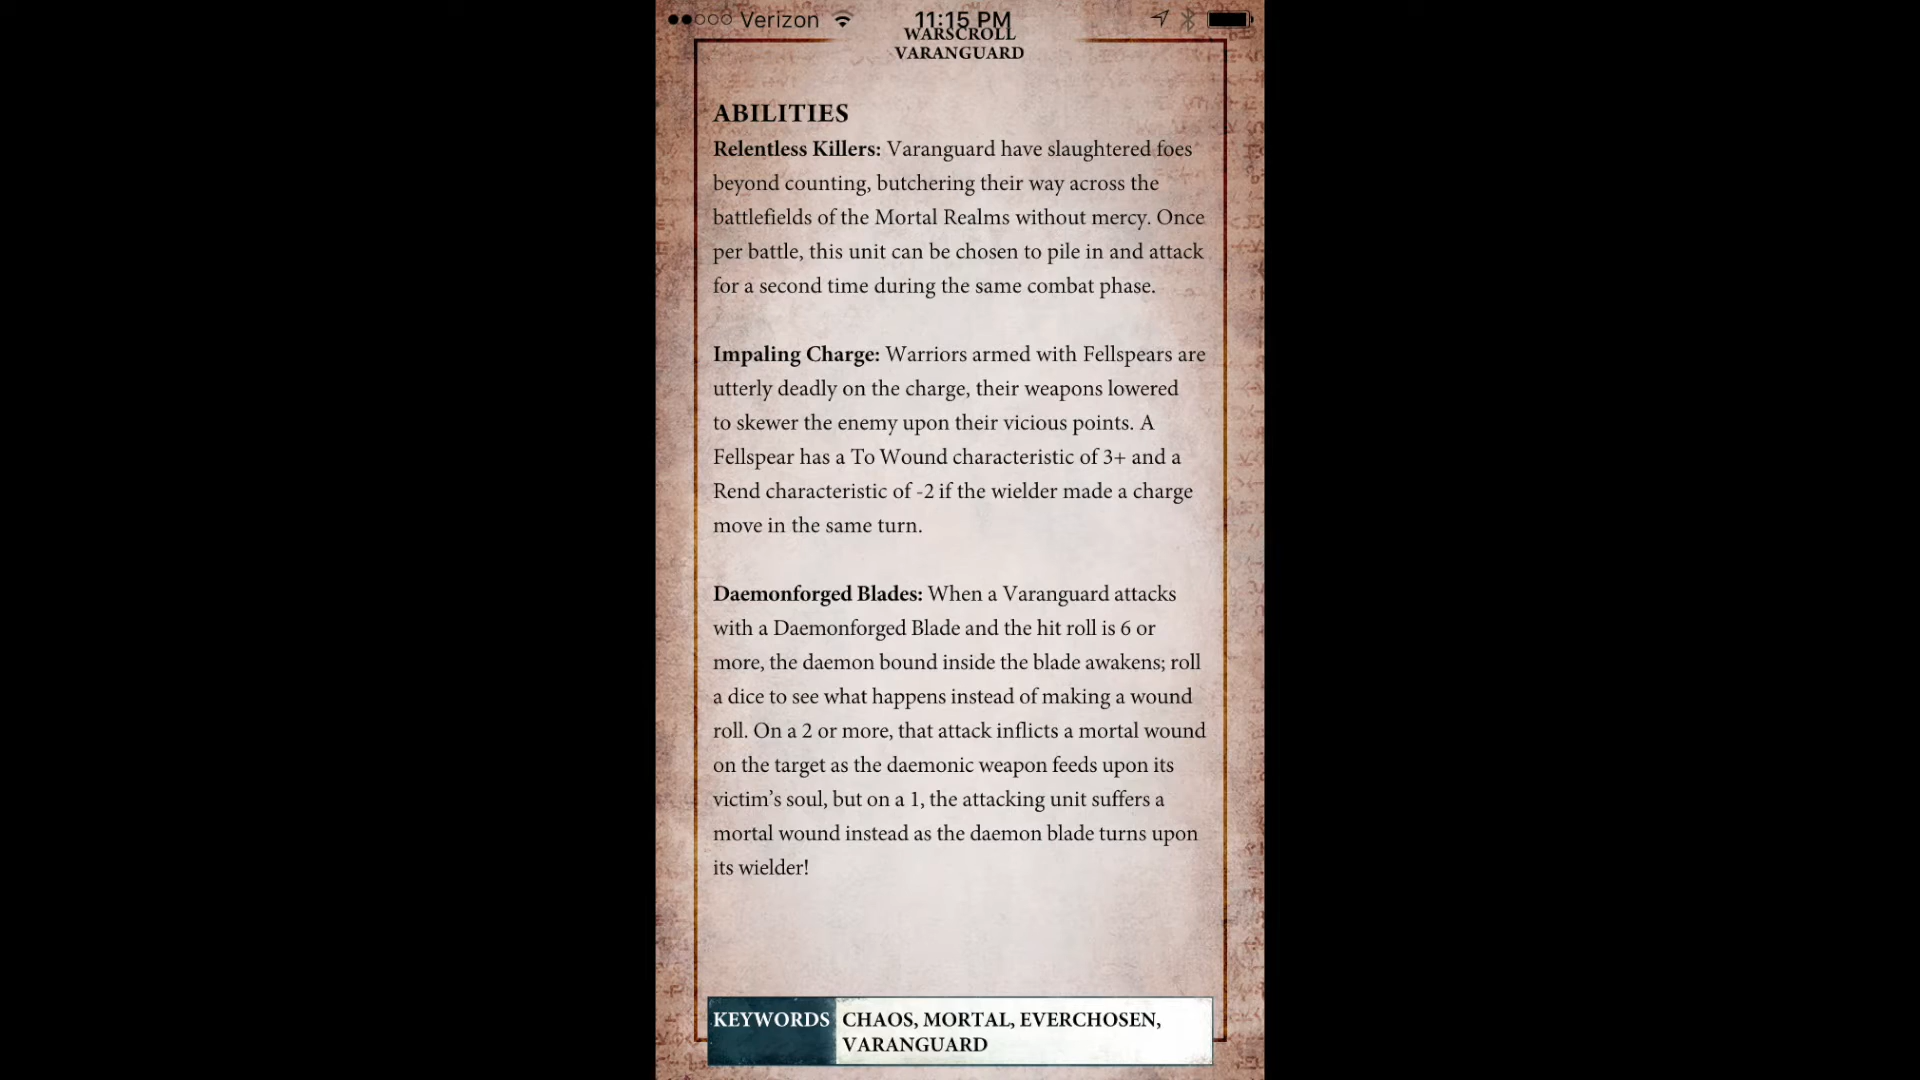 Verizon 11:15 PM
WARSCROLL
VARANGUARD
ABILITIES
Relentless Killers: Varanguard have slaughtered foes
beyond counting, butchering their way across the
battlefields of the Mortal Realms without mercy. Once
per battle, this unit can be chosen to pile in and attack
for a second time during the same combat phase.
Impaling Charge: Warriors armed with Fellspears are
utterly deadly on the charge, their weapons lowered
to skewer the enemy upon their vicious points. A
Fellspear has a To Wound characteristic of 3+ and a
Rend characteristic of -2 if the wielder made a charge
move in the same turn.
Daemonforged Blades: When a Varanguard attacks
with a Daemonforged Blade and the hit roll is 6 or
more, the daemon bound inside the blade awakens; roll
a dice to see what happens instead of making a wound
roll. On a 2 or more, that attack inflicts a mortal wound
on the target as the daemonic weapon feeds upon its
victim’s soul, but on a 1, the attacking unit suffers a
mortal wound instead as the daemon blade turns upon
its wielder!
KEYWORDS CHAOS, MORTAL, EVERCHOSEN,
VARANGUARD